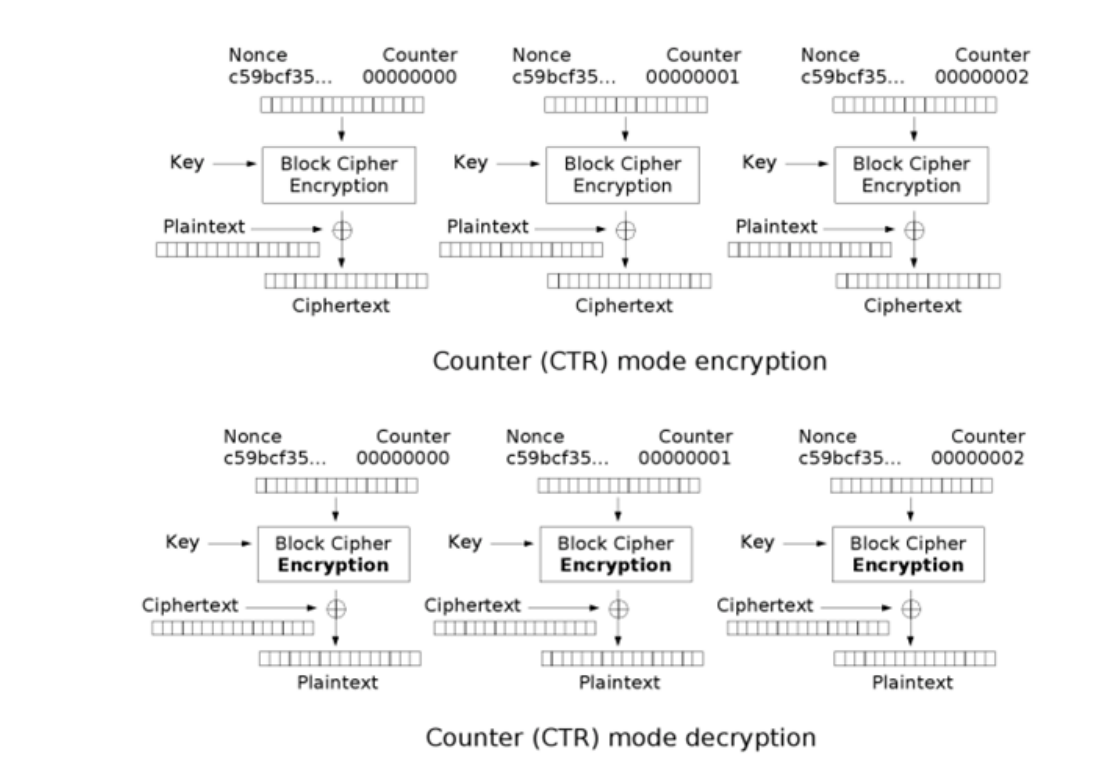 Nonce Counter Nonce Counter Nonce Counter
c59bcf35... 00000000 c59bcf35... 00000001 c59bcf35... 00000002
Key Block Cipher Key Block Cipher Key Block Cipher
Encryption Encryption Encryption
Plaintext Plaintext Plaintext
Ciphertext Ciphertext Ciphertext
Counter (CTR) mode encryption
Nonce Counter Nonce Counter Nonce Counter
c59bcf35... 00000000 c59bcf35... 00000001 c59bcf35... 00000002
Key Block Cipher Key Block Cipher Key Block Cipher
Encryption Encryption Encryption
Ciphertext Ciphertext Ciphertext
Plaintext Plaintext Plaintext
Counter (CTR) mode decryption